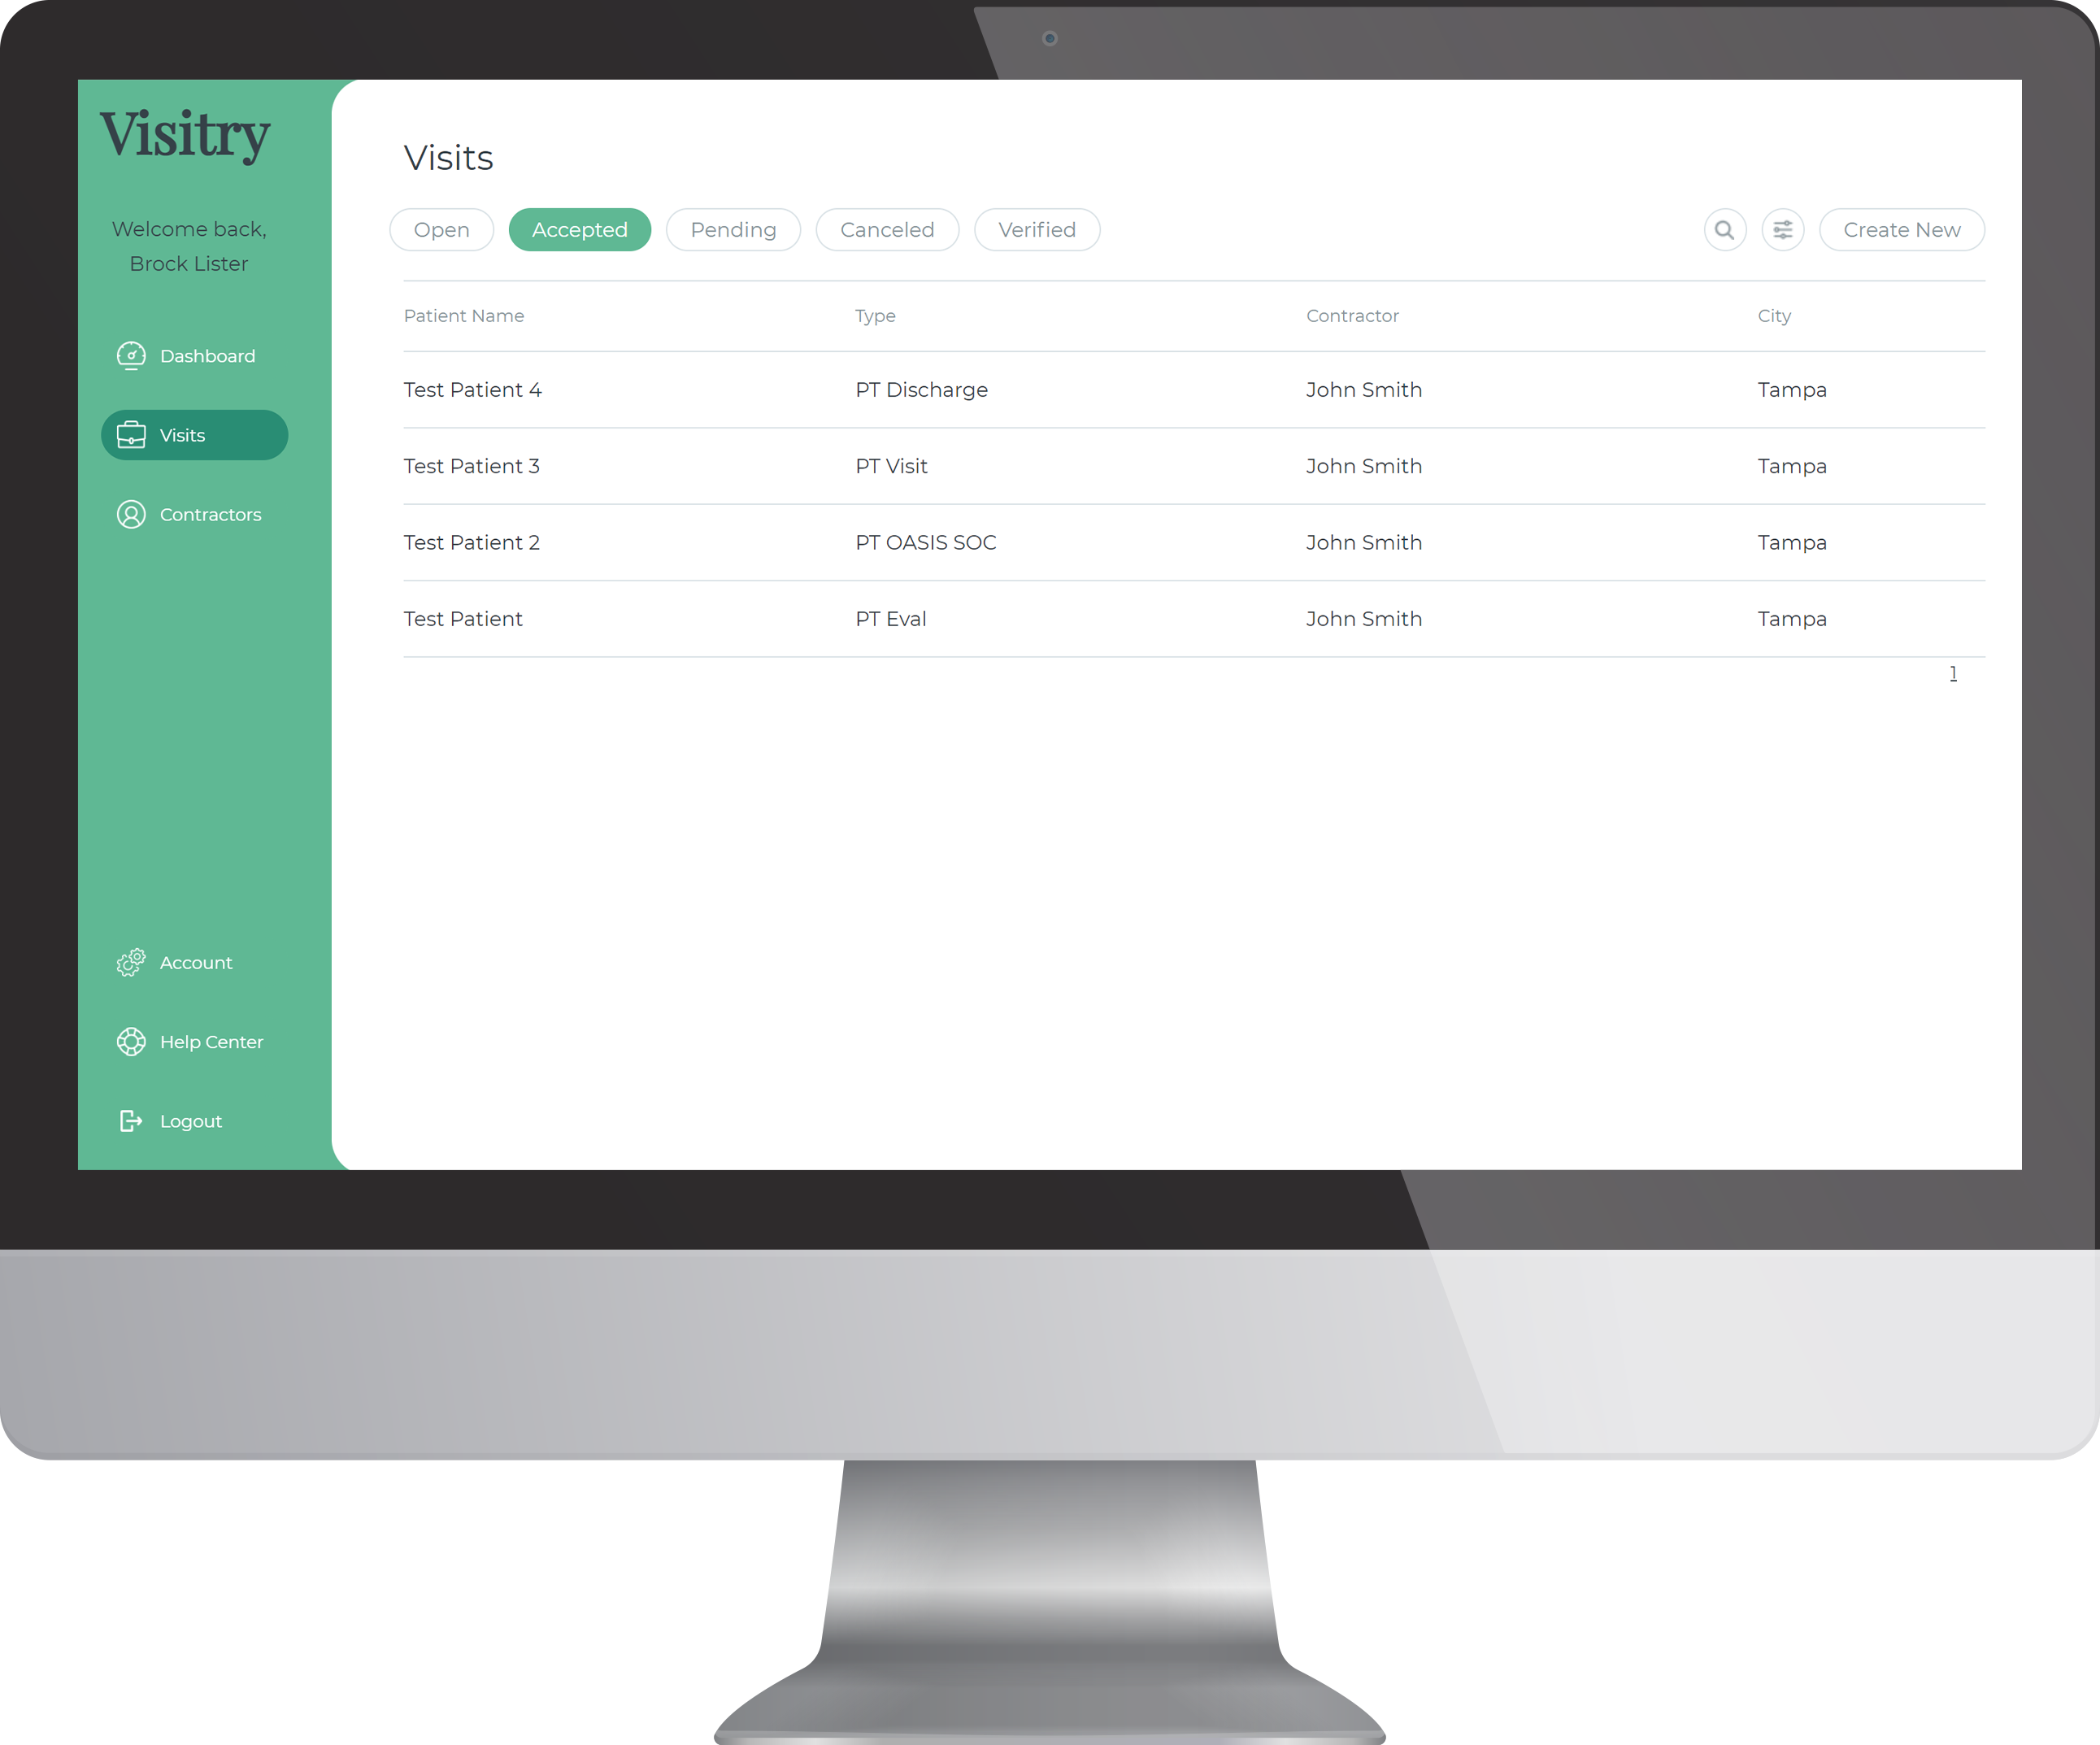 Visitry
Welcome back,
Brock Lister
Dashboard
Visits
Contractors
Account
Help Center
Logout
Visits
Open Accepted Pending Canceled Verified Create New
Patient Name Type Contractor City
Test Patient 4 PT Discharge John Smith Tampa
Test Patient 3 PT Visit John Smith Tampa
Test Patient 2 PT OASIS SOC John Smith Tampa
Test Patient PT Eval John Smith Tampa
1